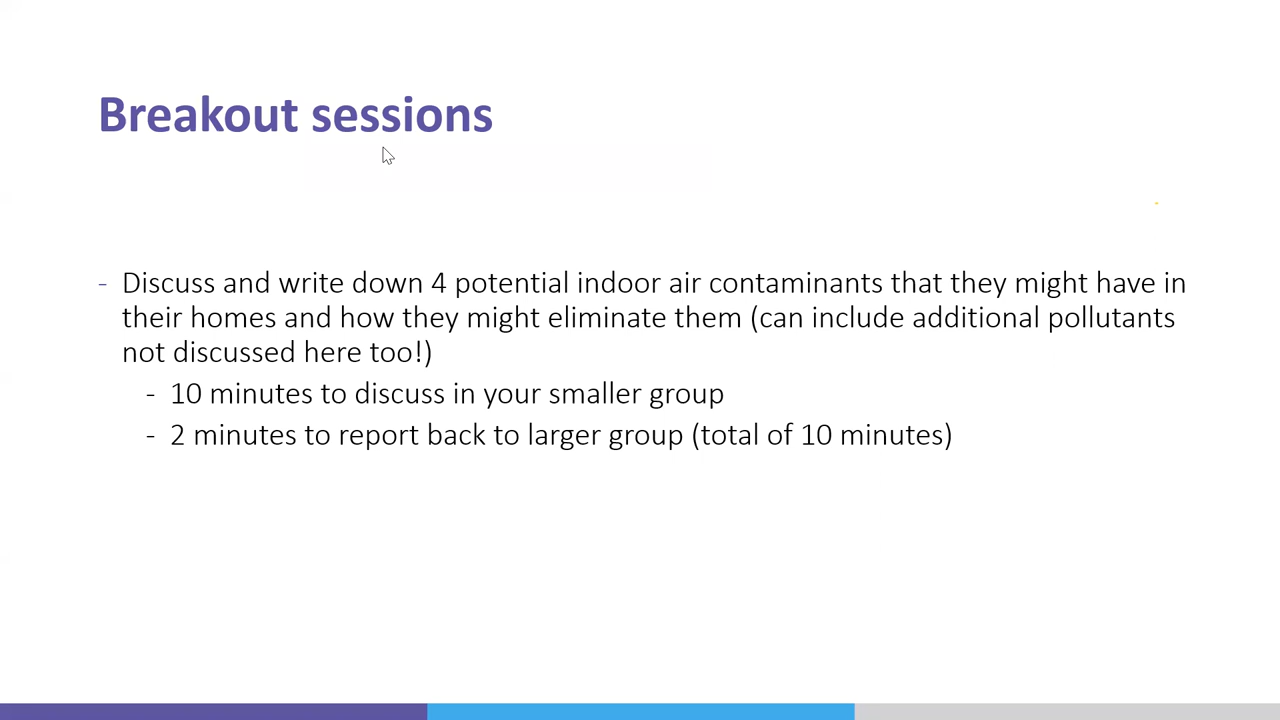 Breakout sessions
- Discuss and write down 4 potential indoor air contaminants that they might have in
their homes and how they might eliminate them (can include additional pollutants
not discussed here too!)
- 10 minutes to discuss in your smaller group
- 2 minutes to report back to larger group (total of 10 minutes)